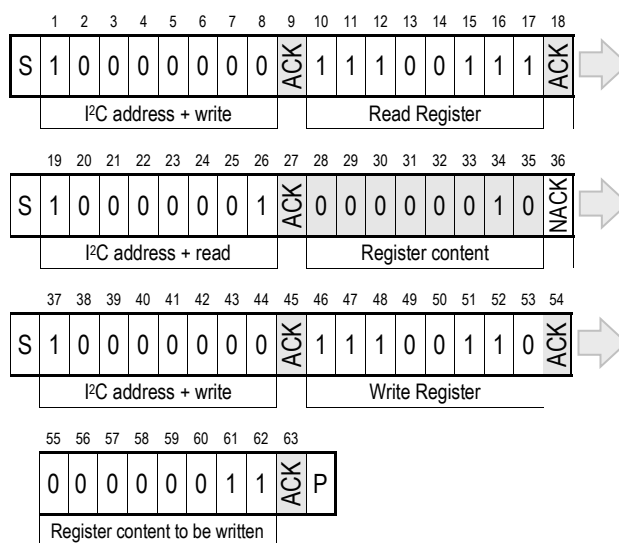 1 2 3 4 5 6 7 8 9 10 11 12 13 14 15 16 17 18
S 1 0 0 0 0 0 0 0 ACK 1 1 1 0 0 1 1 1 ACK
I²C address + write Read Register
19 20 21 22 23 24 25 26 27 28 29 30 31 32 33 34 35 36
S 1 0 0 0 0 0 0 1 ACK 0 0 0 0 0 0 1 0 NACK
I²C address + read Register content
37 38 39 40 41 42 43 44 45 46 47 48 49 50 51 52 53 54
S 1 0 0 0 0 0 0 0 ACK 1 1 1 0 0 1 1 0 ACK
I²C address + write Write Register
55 56 57 58 59 60 61 62 63
0 0 0 0 0 0 1 1 ACK P
Register content to be written